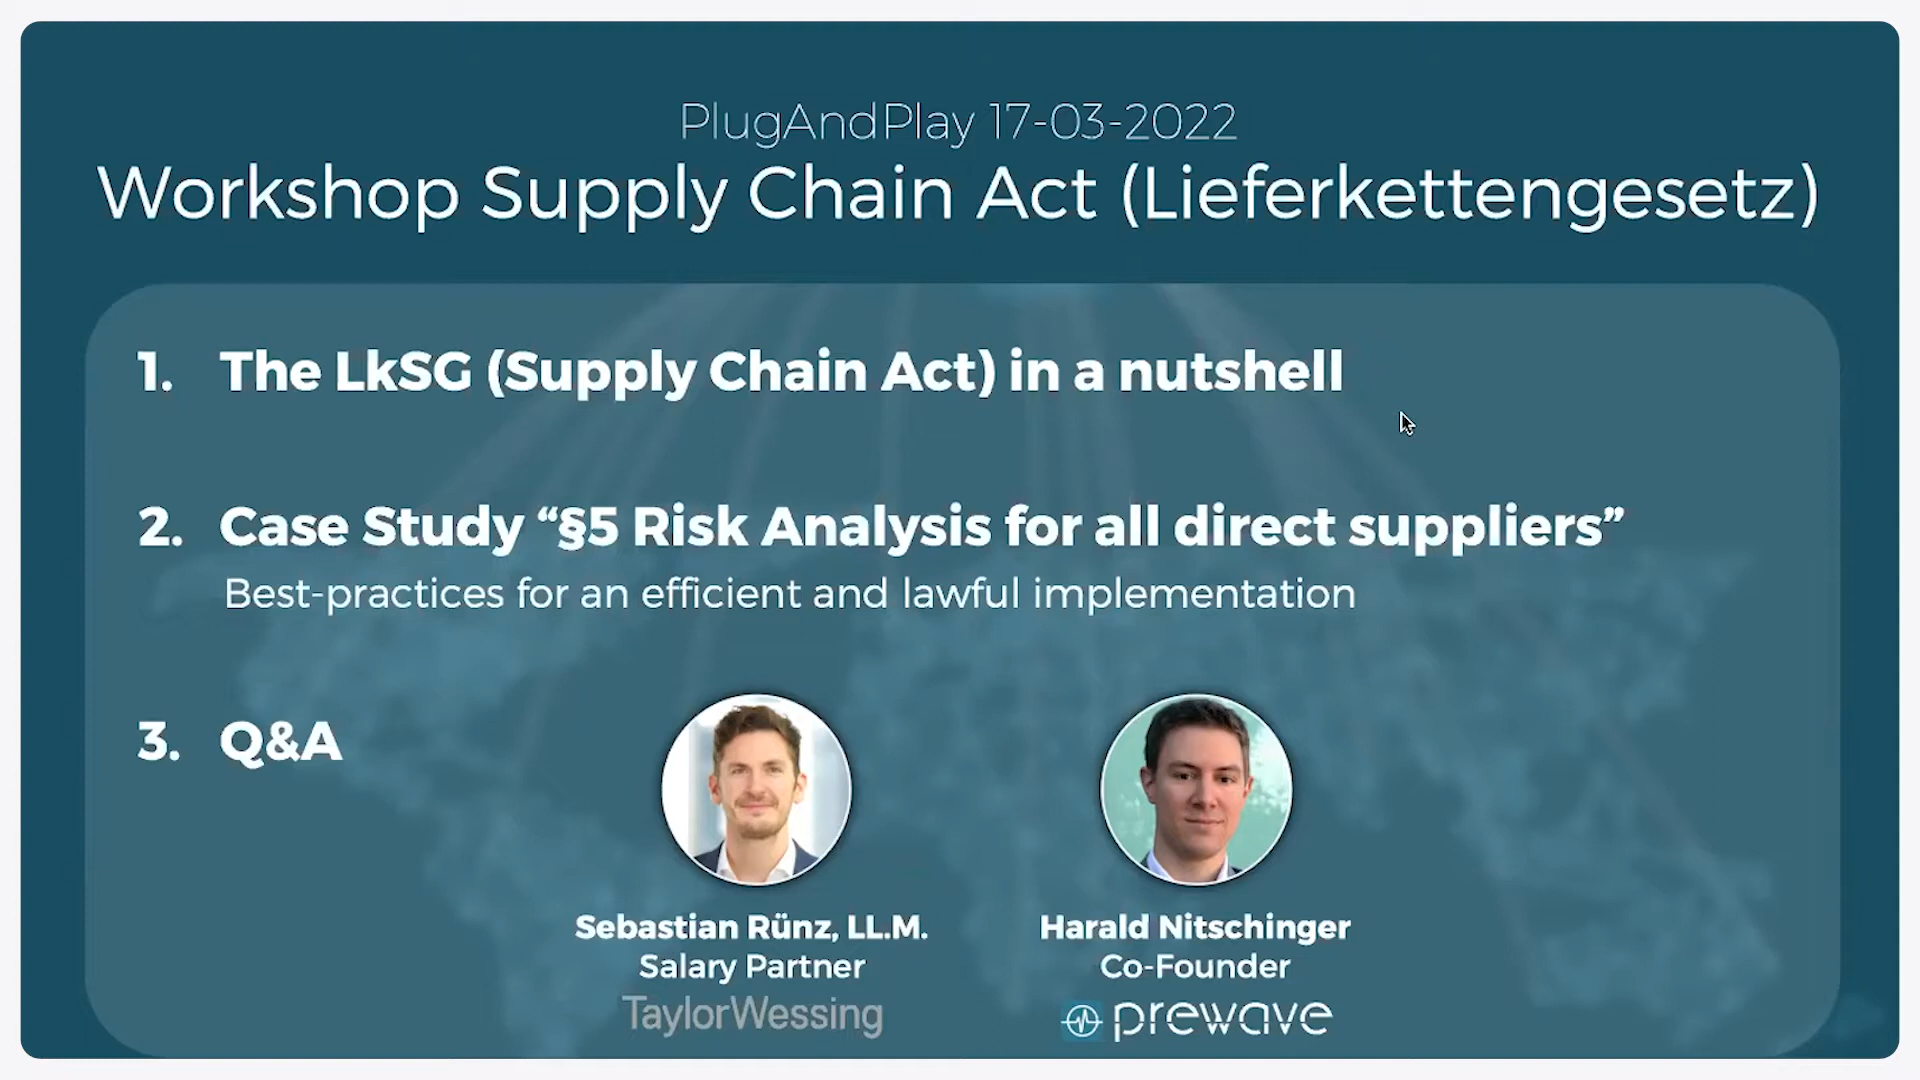 PlugAndPlay 17-03-2022
Workshop Supply Chain Act (Lieferkettengesetz)
1. The LkSG (Supply Chain Act) in a nutshell
2. Case Study “§5 Risk Analysis for all direct suppliers”
Best-practices for an efficient and lawful implementation
3. Q&A
Sebastian Rünz, LL.M.
Salary Partner
TaylorWessing
Harald Nitschinger
Co-Founder
prewave